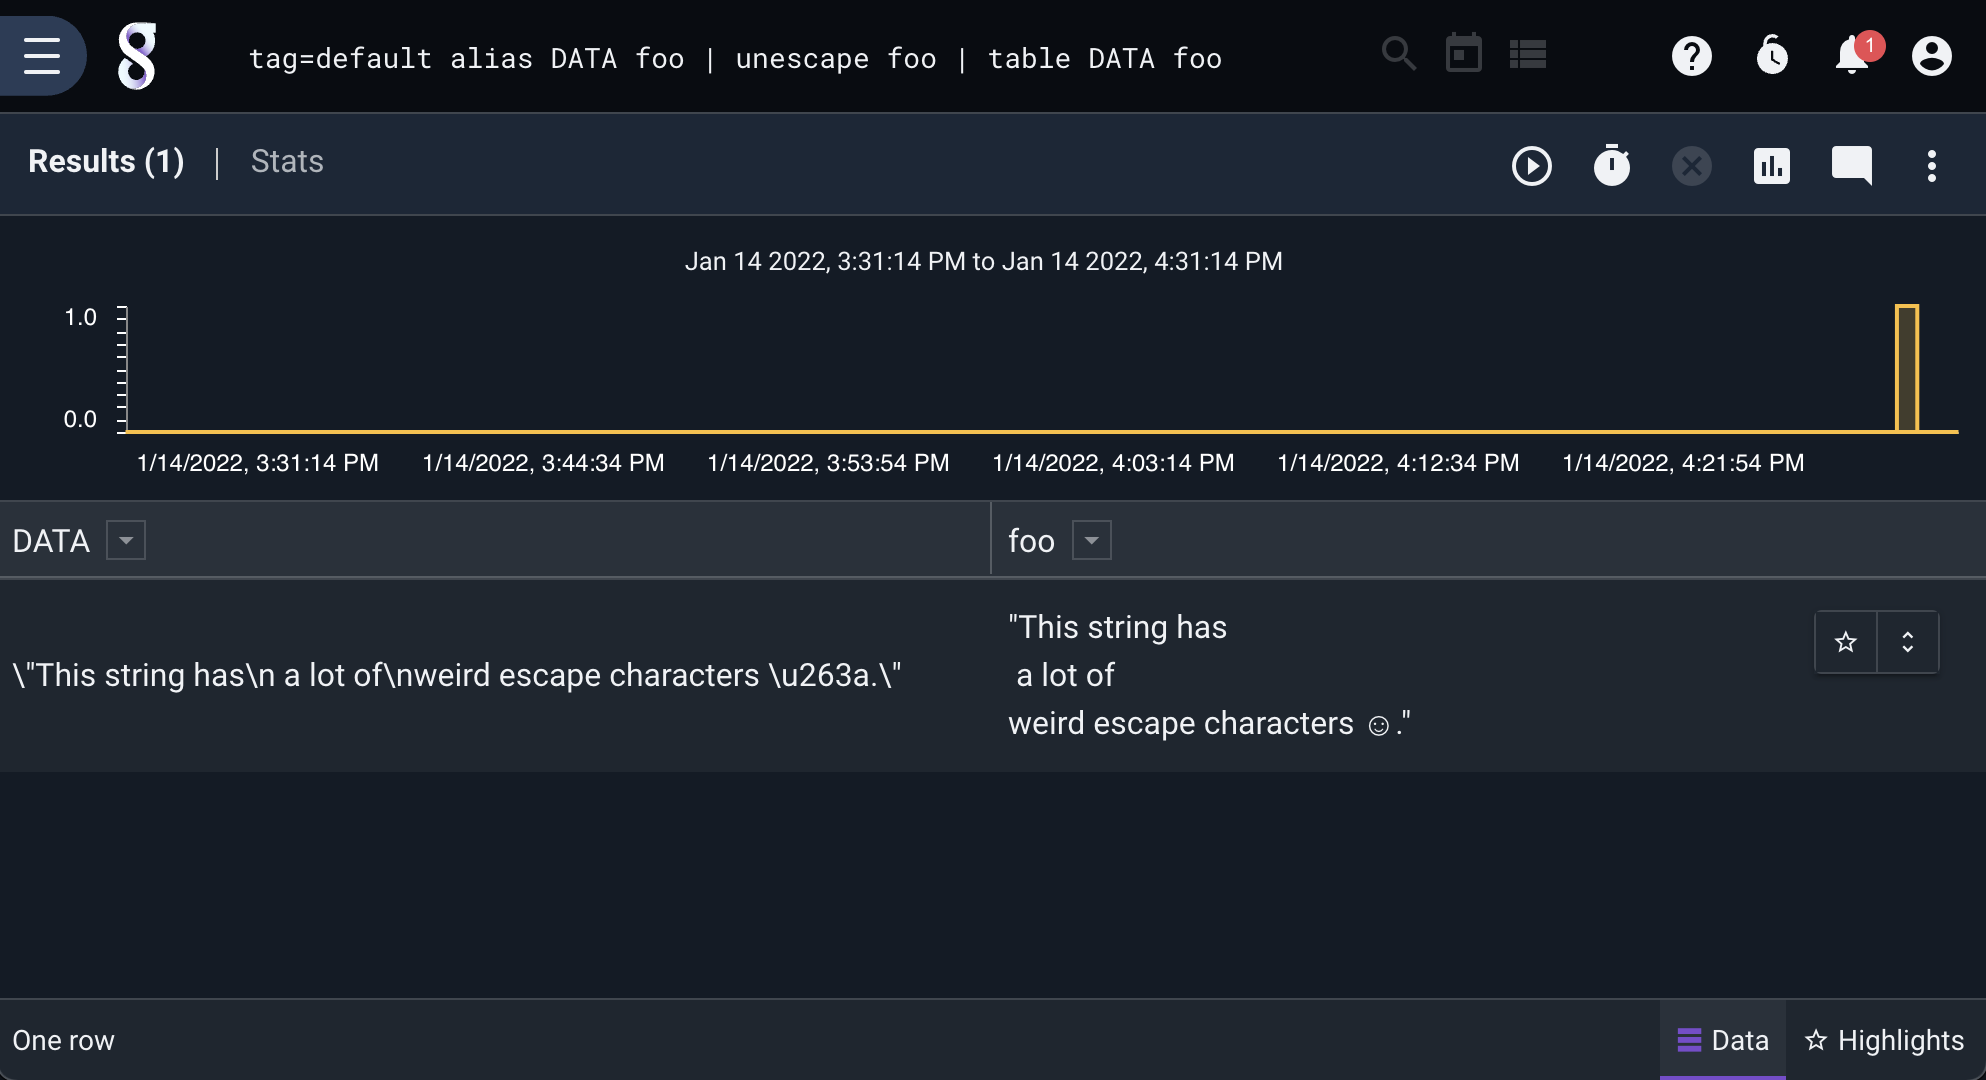 tag=default alias DATA foo | unescape foo | table DATA foo
1
Results (1) | Stats
Jan 14 2022, 3:31:14 PM to Jan 14 2022, 4:31:14 PM
1.0
0.0
1/14/2022, 3:31:14 PM 1/14/2022, 3:44:34 PM 1/14/2022, 3:53:54 PM 1/14/2022, 4:03:14 PM 1/14/2022, 4:12:34 PM 1/14/2022, 4:21:54 PM
DATA foo
\"This string has\n a lot of\nweird escape characters \u263a.\"
"This string has
 a lot of
weird escape characters ☺."
One row
Data Highlights